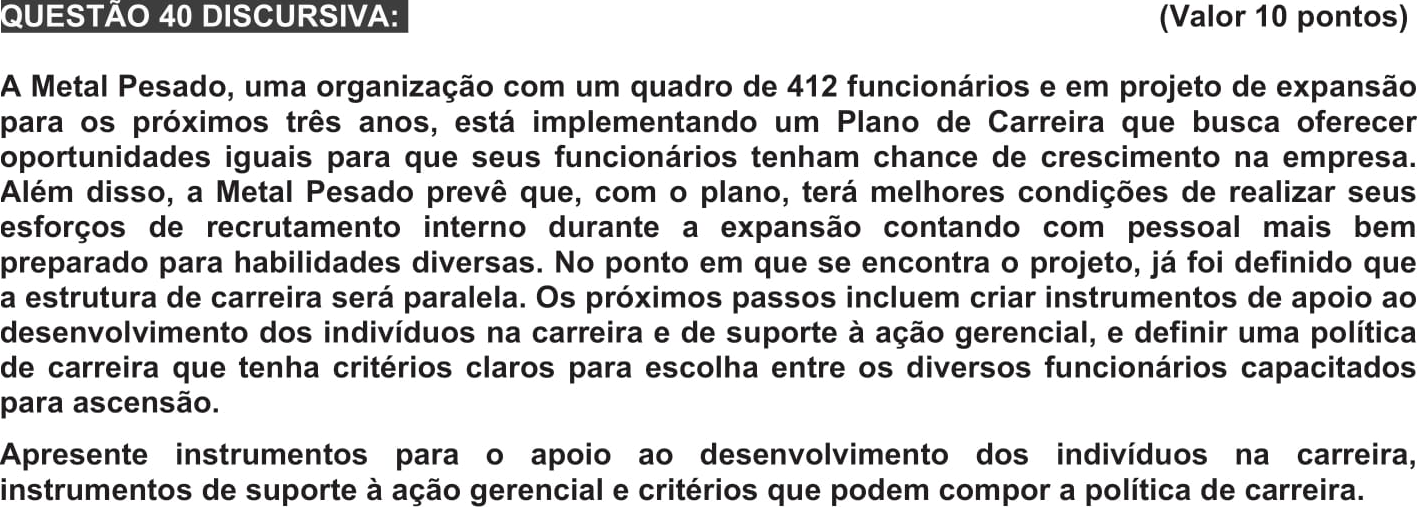 QUESTÃO 40 DISCURSIVA: (Valor 10 pontos)
A Metal Pesado, uma organização com um quadro de 412 funcionários e em projeto de expansão
para os próximos três anos, está implementando um Plano de Carreira que busca oferecer
oportunidades iguais para que seus funcionários tenham chance de crescimento na empresa.
Além disso, a Metal Pesado prevê que, com o plano, terá melhores condições de realizar seus
esforços de recrutamento interno durante a expansão contando com pessoal mais bem
preparado para habilidades diversas. No ponto em que se encontra o projeto, já foi definido que
a estrutura de carreira será paralela. Os próximos passos incluem criar instrumentos de apoio ao
desenvolvimento dos indivíduos na carreira e de suporte à ação gerencial, e definir uma política
de carreira que tenha critérios claros para escolha entre os diversos funcionários capacitados
para ascensão.
Apresente instrumentos para o apoio ao desenvolvimento dos indivíduos na carreira,
instrumentos de suporte à ação gerencial e critérios que podem compor a política de carreira.